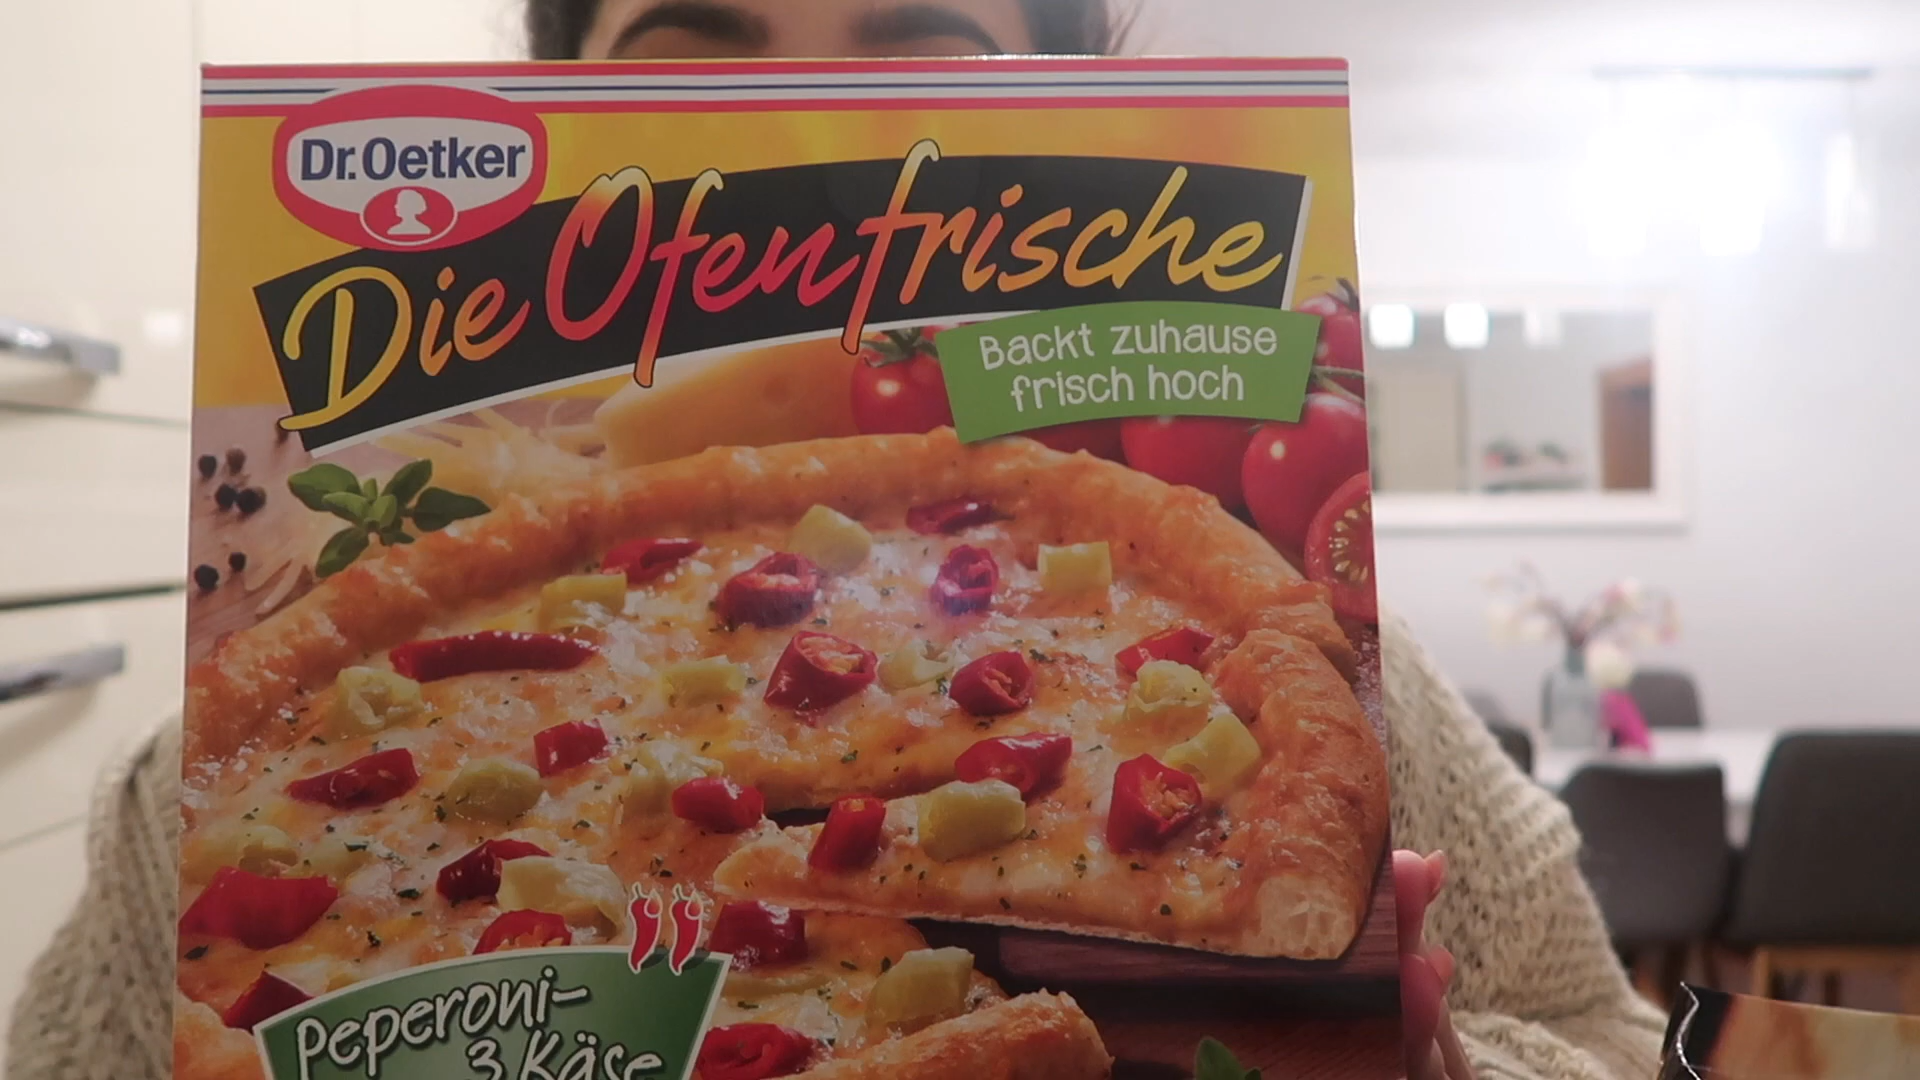 Dr. Oetker
Die Ofenfrische
Backt zuhause
frisch hoch
Peperoni-
3 Käse